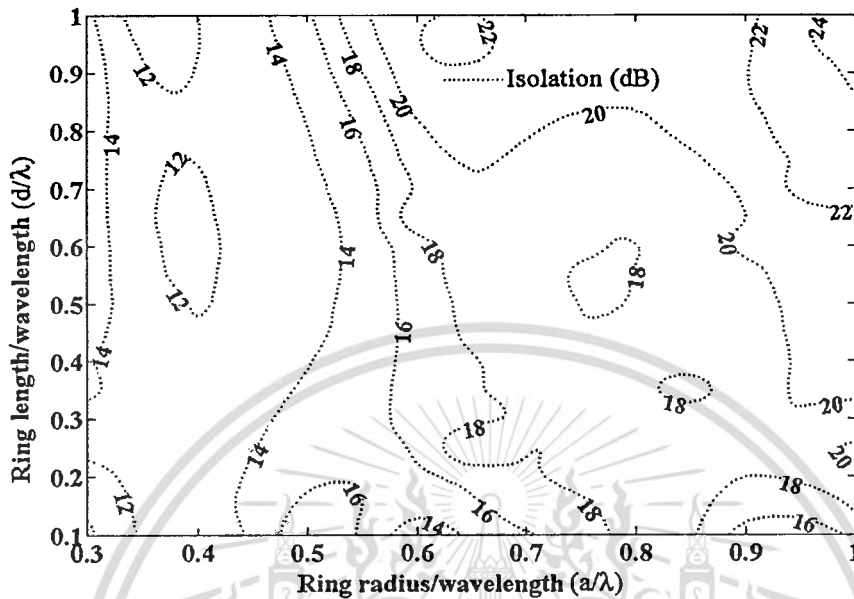 1
0.9
0.8
0.7
0.6
0.5
0.4
0.3
0.2
0.1
Ring length/wavelength (d/λ)
12 14 16 18 20 22 22 24
Isolation (dB)
14 16 20
12 14 22
14 18 20
18
12 16
14
18 18 20
14 20
12 16 14 16 18 18 16
0.3 0.4 0.5 0.6 0.7 0.8 0.9 1
Ring radius/wavelength (a/λ)